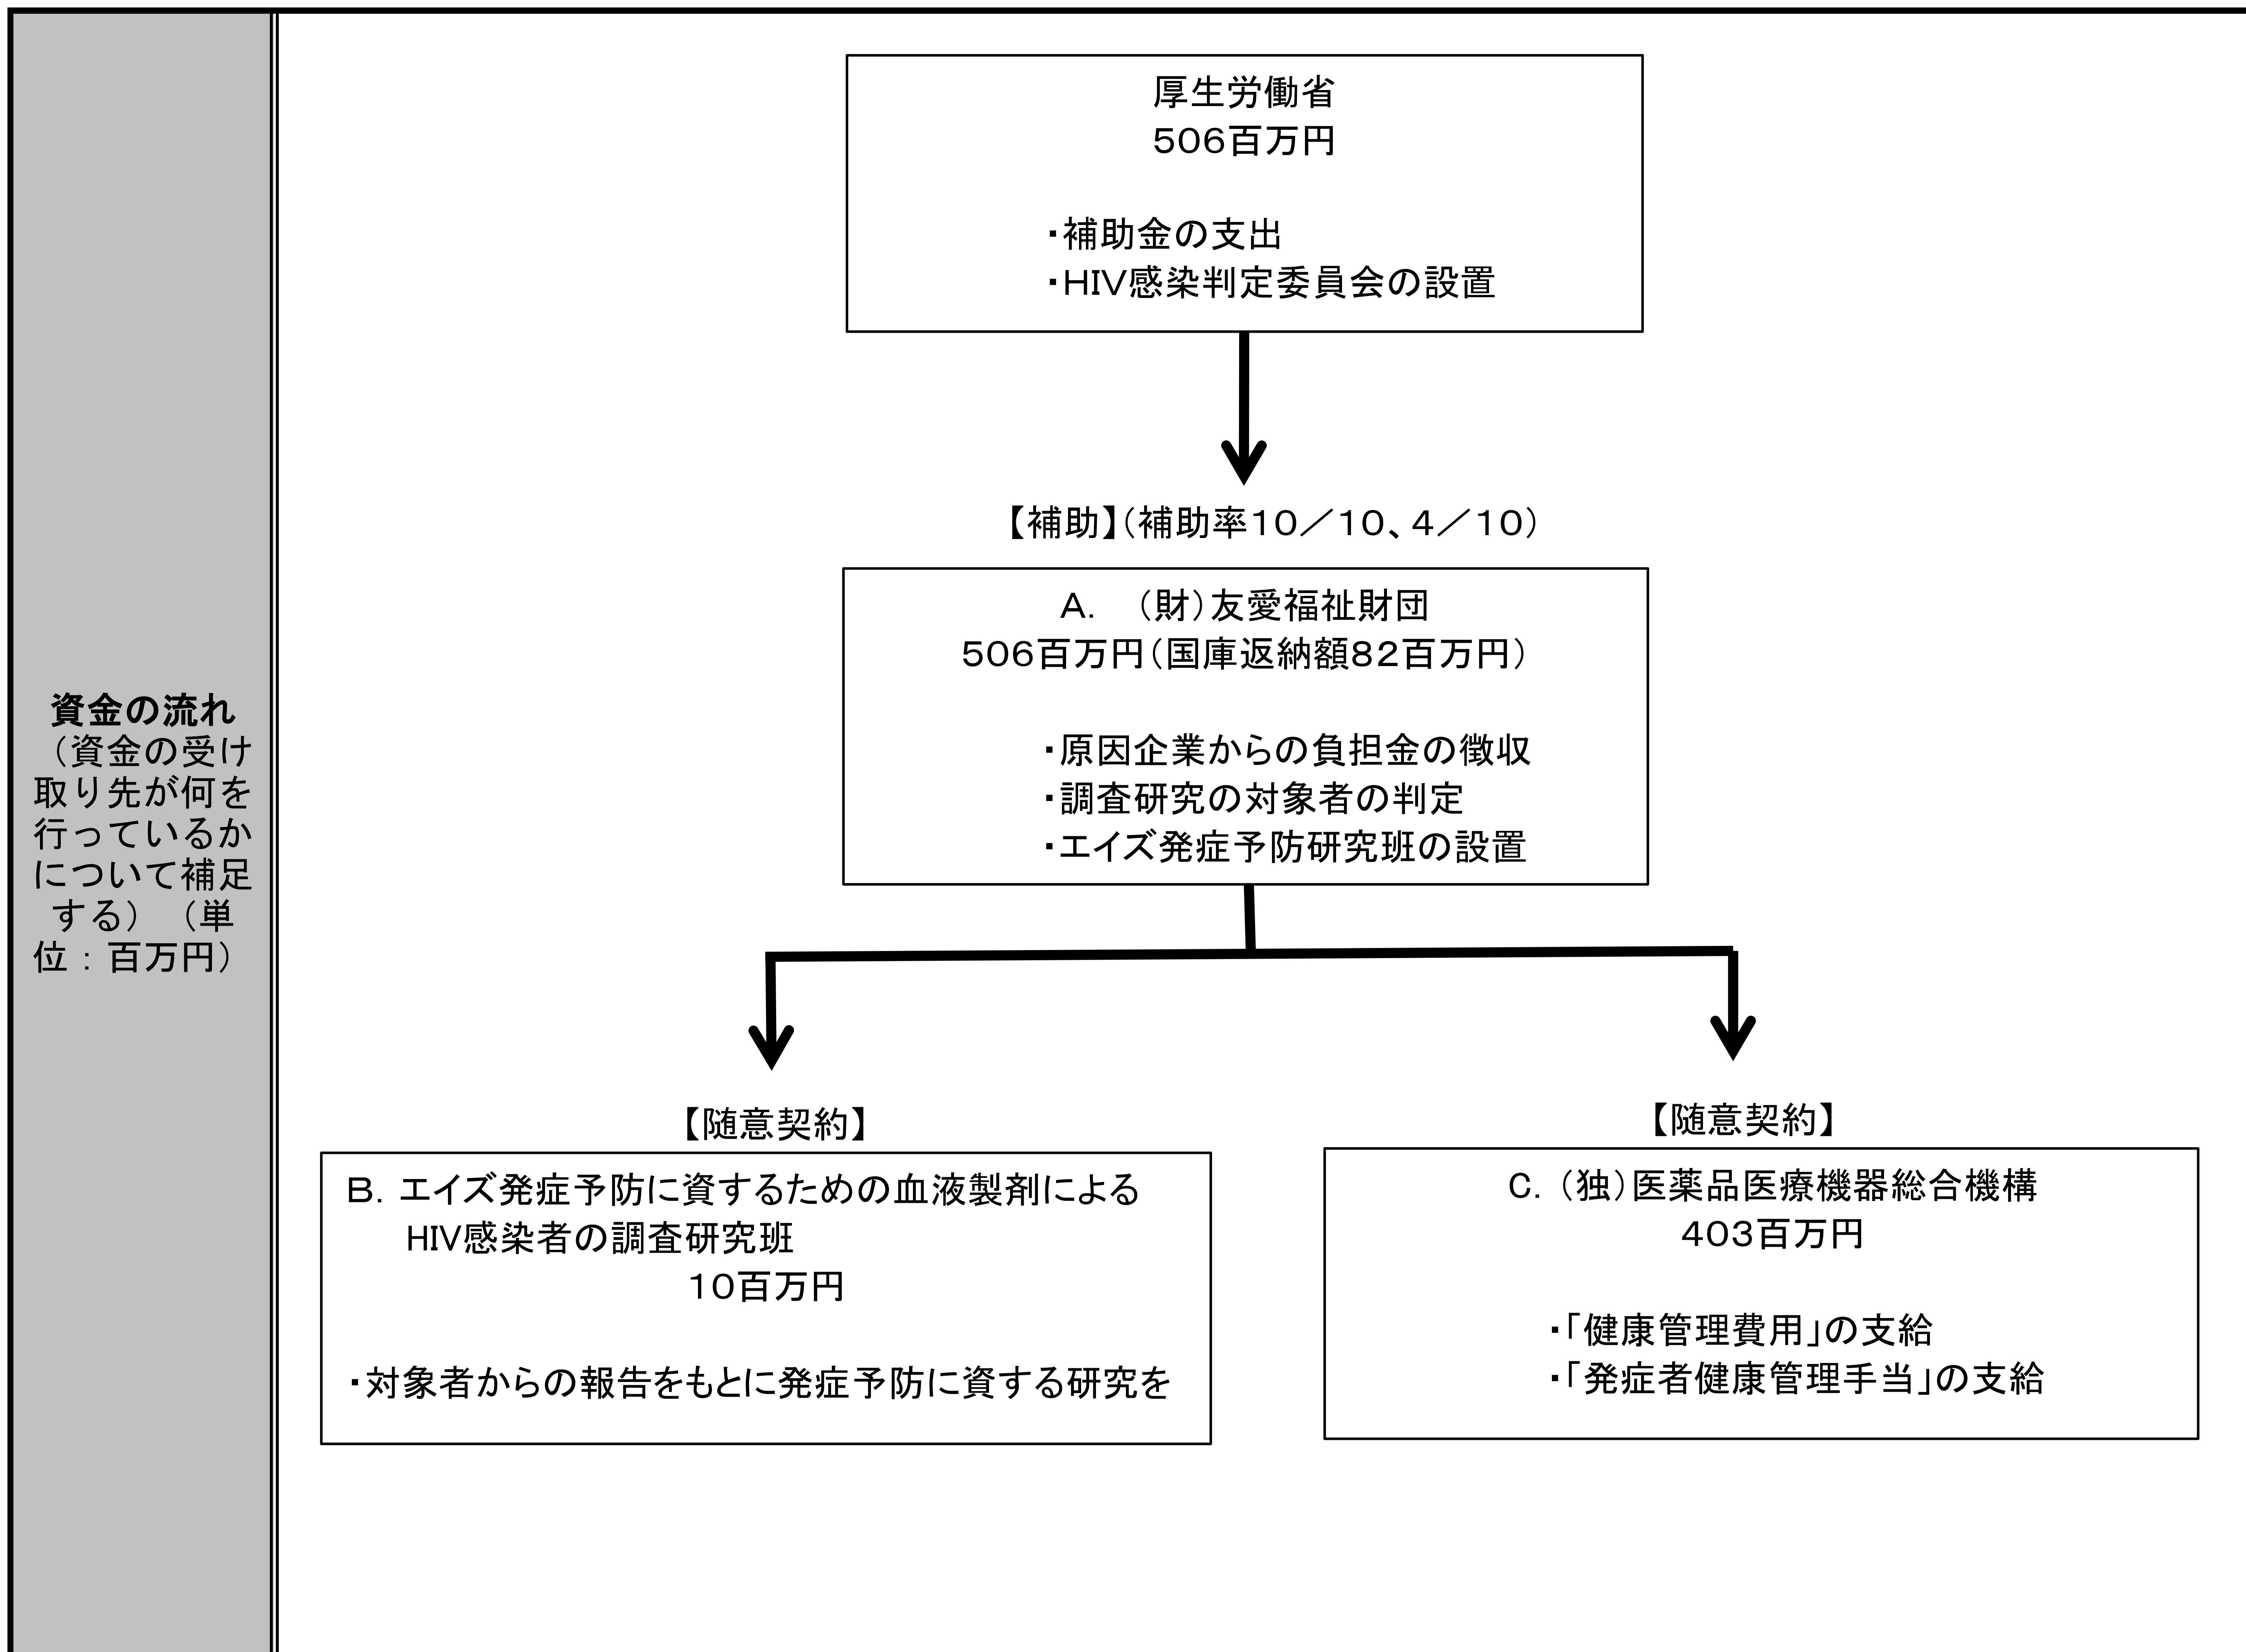 資金の流れ
（資金の受け
取り先が何を
行っているか
について補足
する）　（単
位：百万円）
厚生労働省
５０６百万円
・補助金の支出
・HIV感染判定委員会の設置
【補助】（補助率１０／１０、４／１０）
Ａ.　（財）友愛福祉財団
５０６百万円（国庫返納額８２百万円）
・原因企業からの負担金の徴収
・調査研究の対象者の判定
・エイズ発症予防研究班の設置
【随意契約】
Ｂ．エイズ発症予防に資するための血液製剤による
HIV感染者の調査研究班
１０百万円
・対象者からの報告をもとに発症予防に資する研究を
【随意契約】
Ｃ．（独）医薬品医療機器総合機構
４０３百万円
・「健康管理費用」の支給
・「発症者健康管理手当」の支給